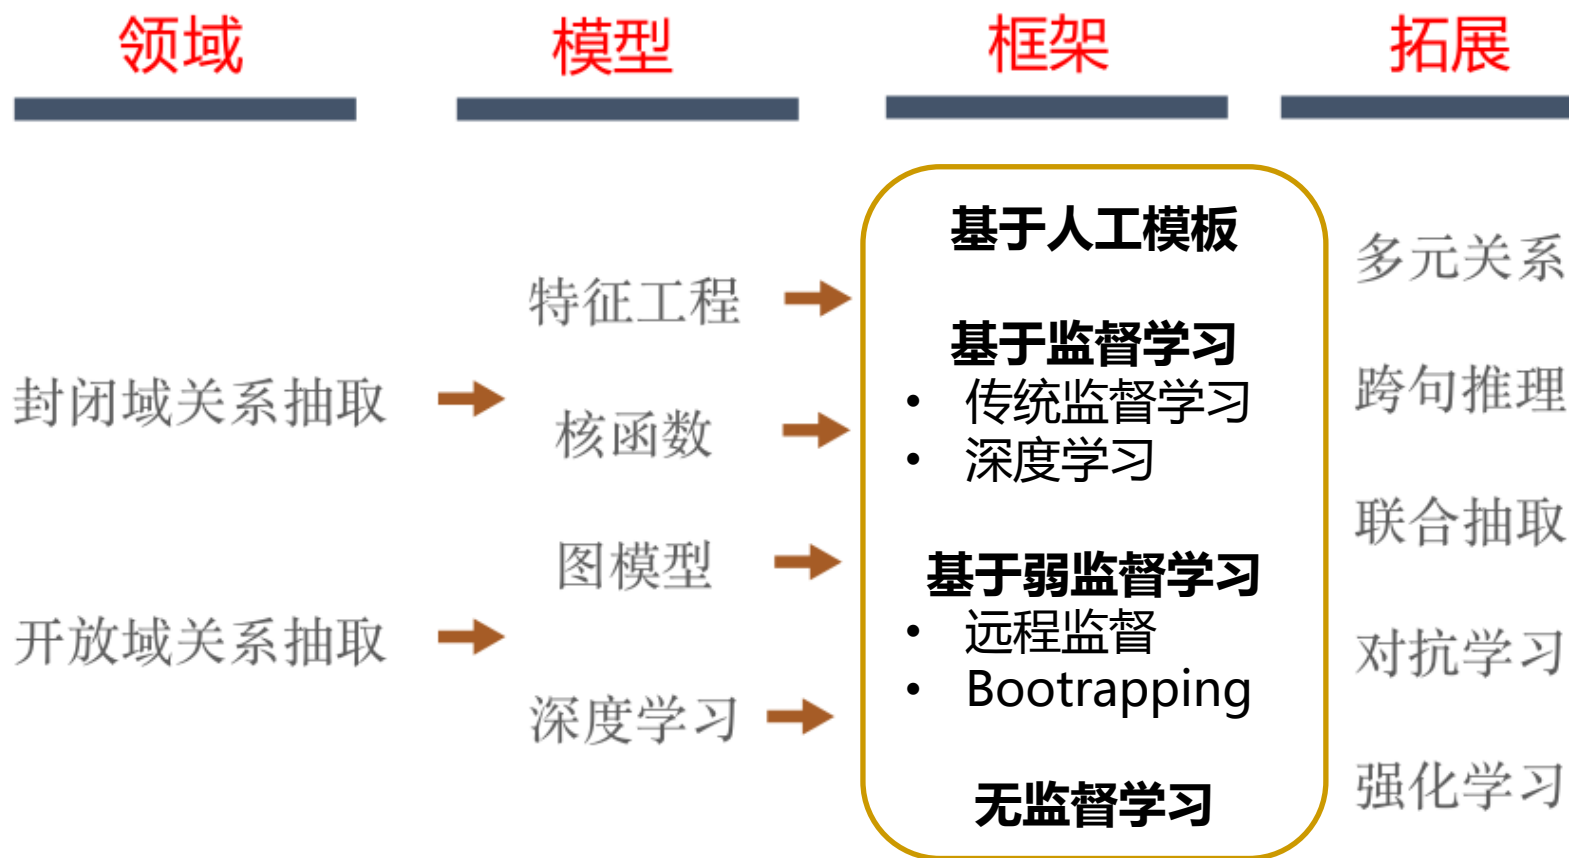 领域
模型
框架
拓展
封闭域关系抽取
开放域关系抽取
特征工程
核函数
图模型
深度学习
基于人工模板
基于监督学习
• 传统监督学习
• 深度学习
基于弱监督学习
• 远程监督
• Bootrapping
无监督学习
多元关系
跨句推理
联合抽取
对抗学习
强化学习